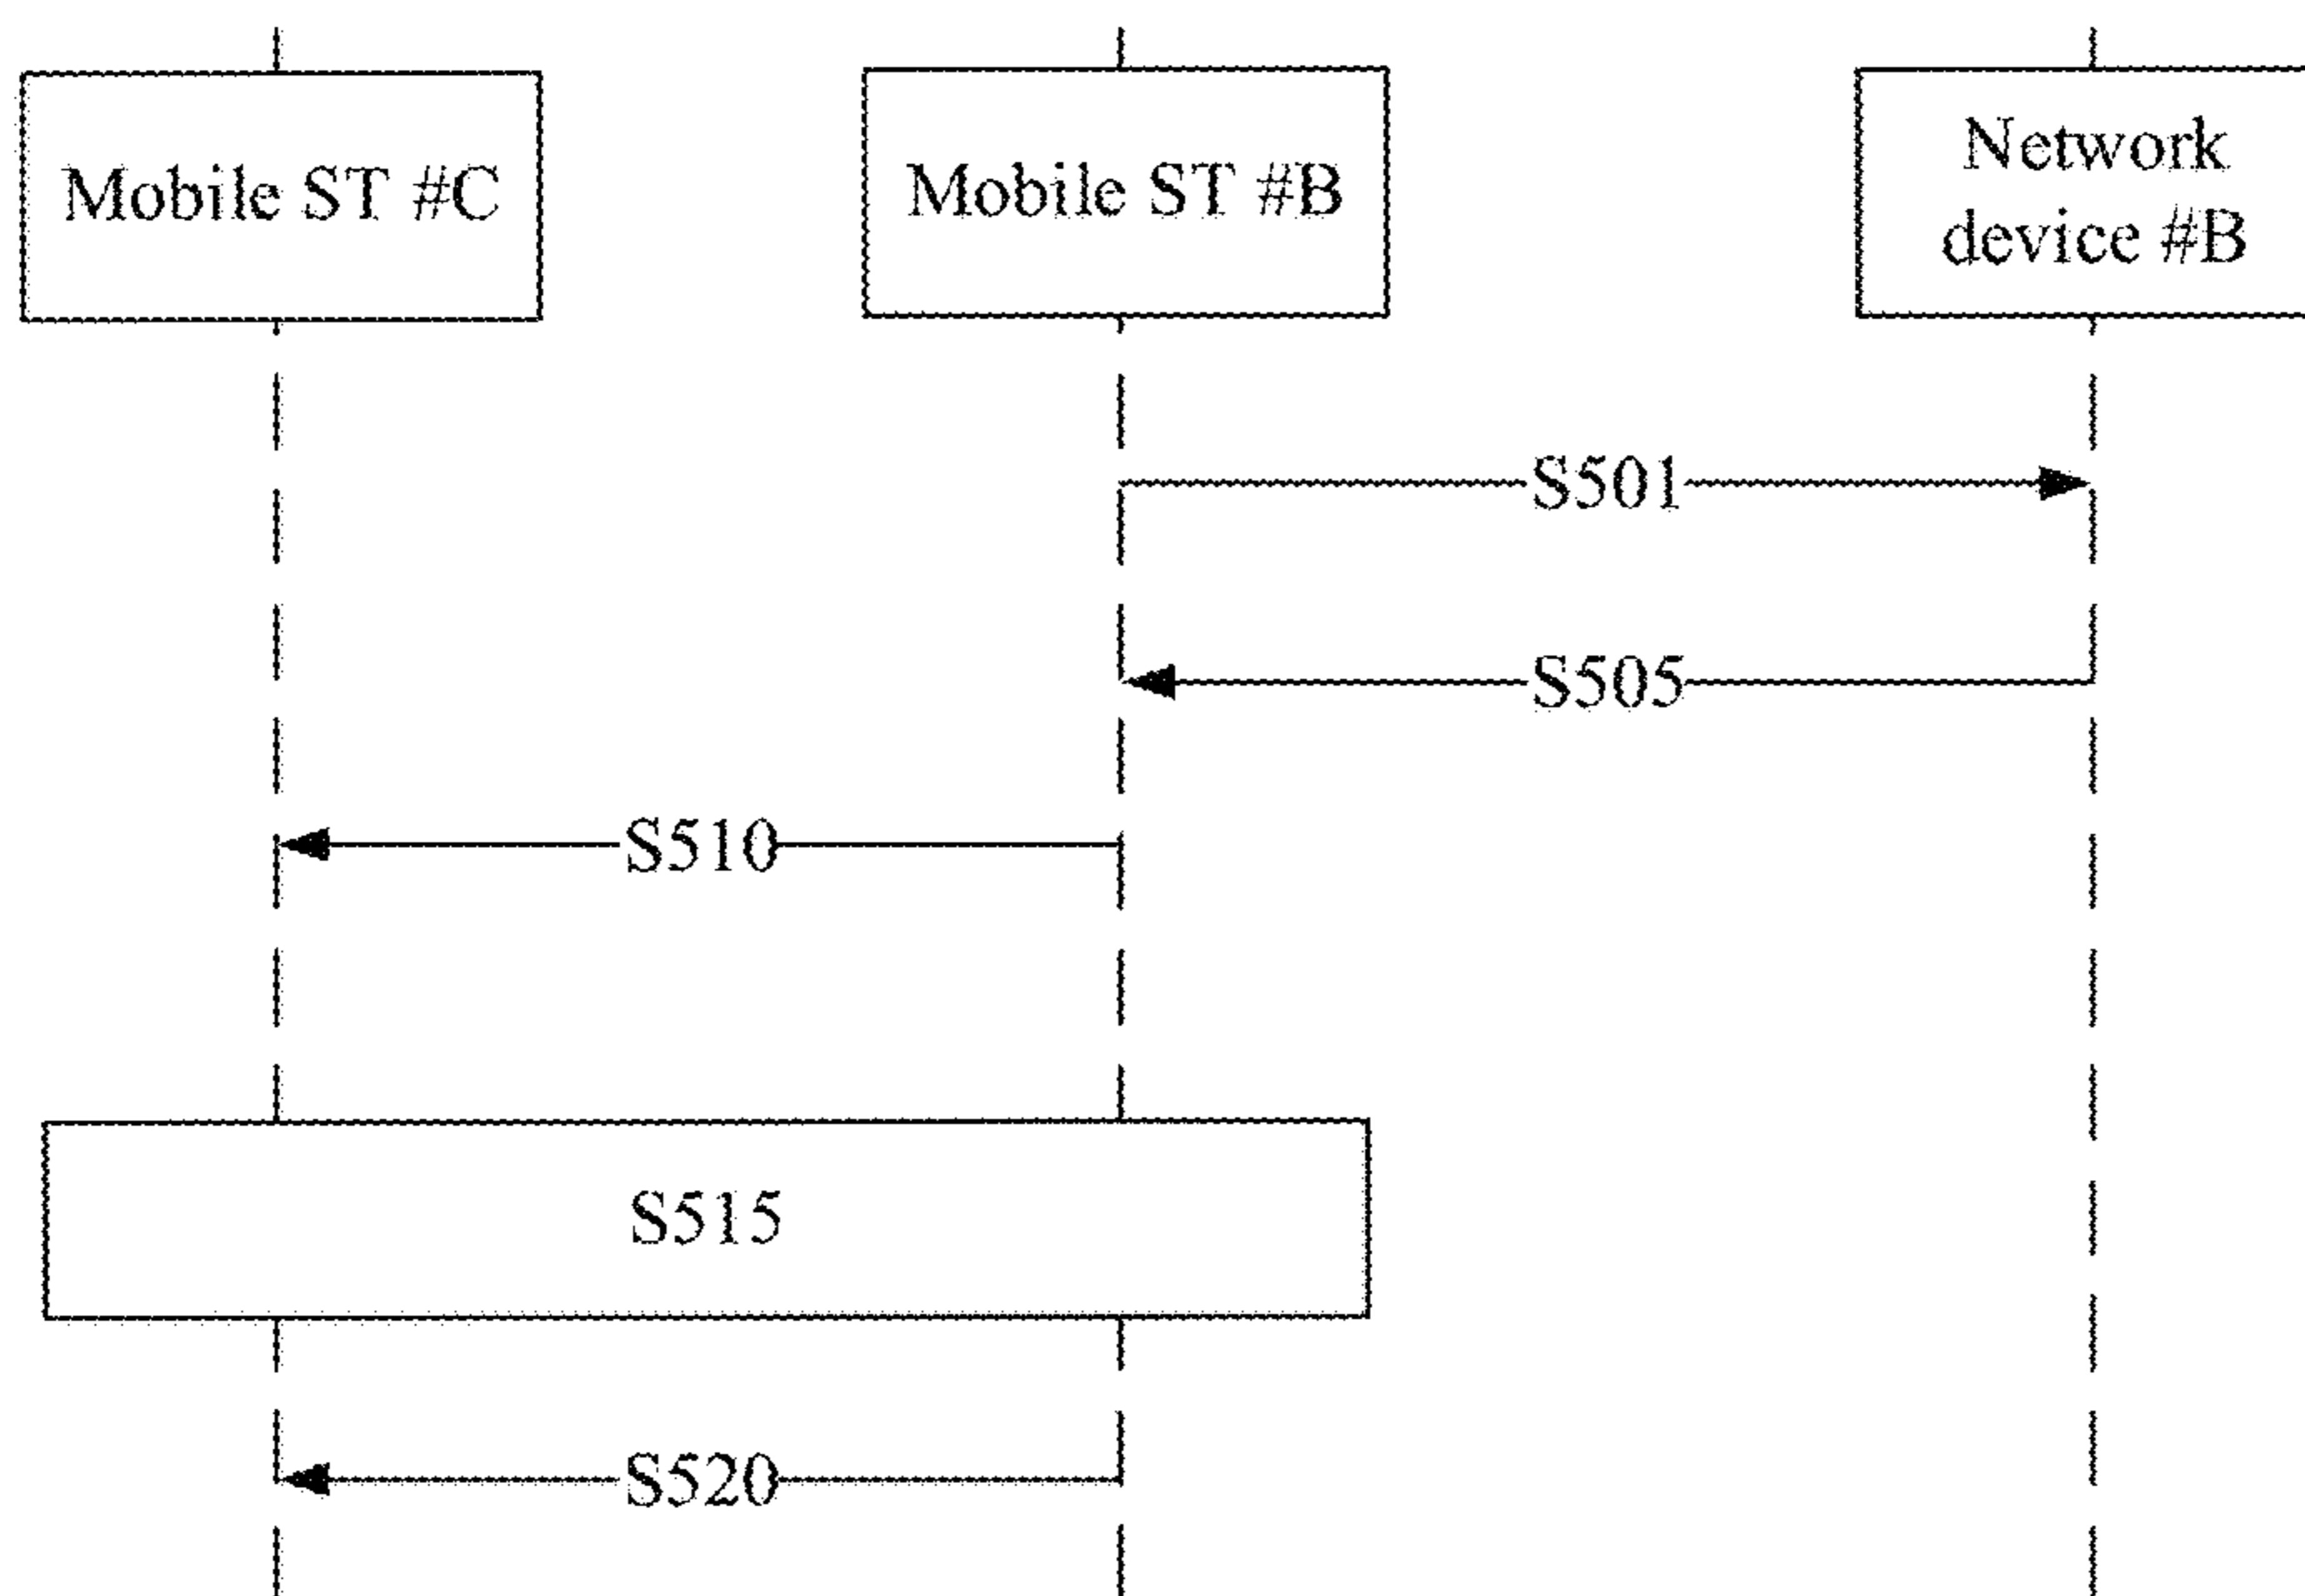 Mobile ST #C
Mobile ST #B
Network
device #B
S501
S505
S510
S515
S520